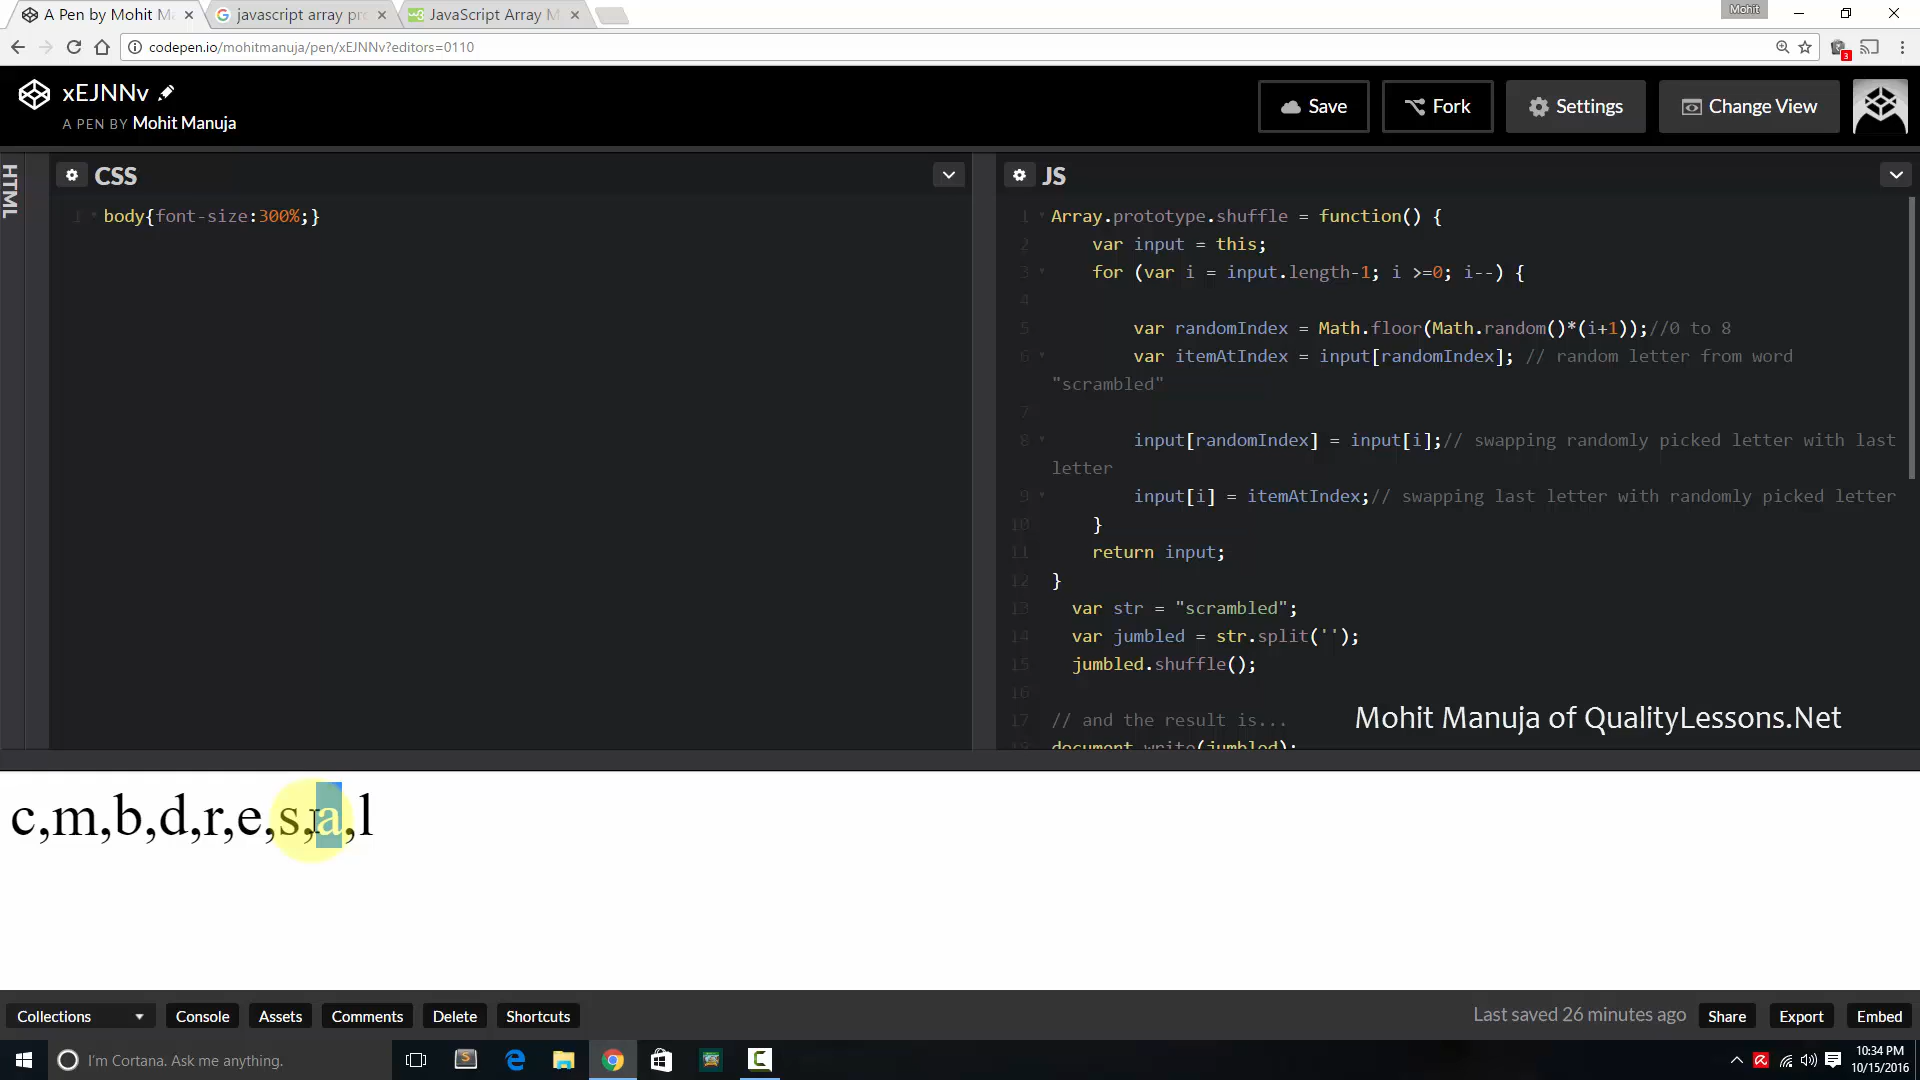 Mohit
A Pen by Mohit Ma
javascript array pro
JavaScript Array M
codepen.io/mohitmanuja/pen/xEJNNv?editors=0110
3
xEJNNv
A PEN BY Mohit Manuja
Save
Fork
Settings
Change View
HTML
CSS
1 body{font-size:300%;}
JS
1 Array.prototype.shuffle = function() {
2 var input = this;
3 for (var i = input.length-1; i >=0; i--) {
4
5 var randomIndex = Math.floor(Math.random()*(i+1));//0 to 8
6 var itemAtIndex = input[randomIndex]; // random letter from word
"scrambled"
7
8 input[randomIndex] = input[i];// swapping randomly picked letter with last
letter
9 input[i] = itemAtIndex;// swapping last letter with randomly picked letter
10 }
11 return input;
12 }
13 var str = "scrambled";
14 var jumbled = str.split('');
15 jumbled.shuffle();
16
17 // and the result is...
18 document.write(jumbled);
Mohit Manuja of QualityLessons.Net
c,m,b,d,r,e,s,a,l
Collections
Console
Assets
Comments
Delete
Shortcuts
Last saved 26 minutes ago
Share
Export
Embed
I'm Cortana. Ask me anything.
10:34 PM
10/15/2016